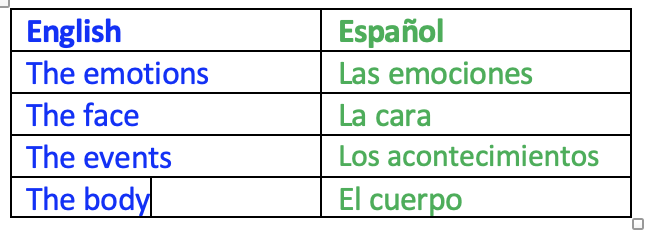 English Español
The emotions Las emociones
The face La cara
The events Los acontecimientos
The body El cuerpo